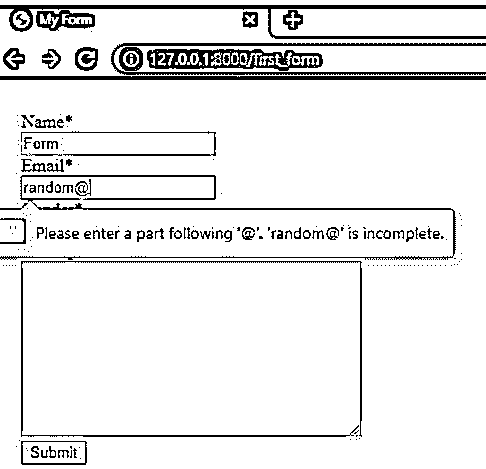 My Form
127.0.0.1:8000/first_form
Name*
Form
Email*
random@
Please enter a part following '@'. 'random@' is incomplete.
Submit